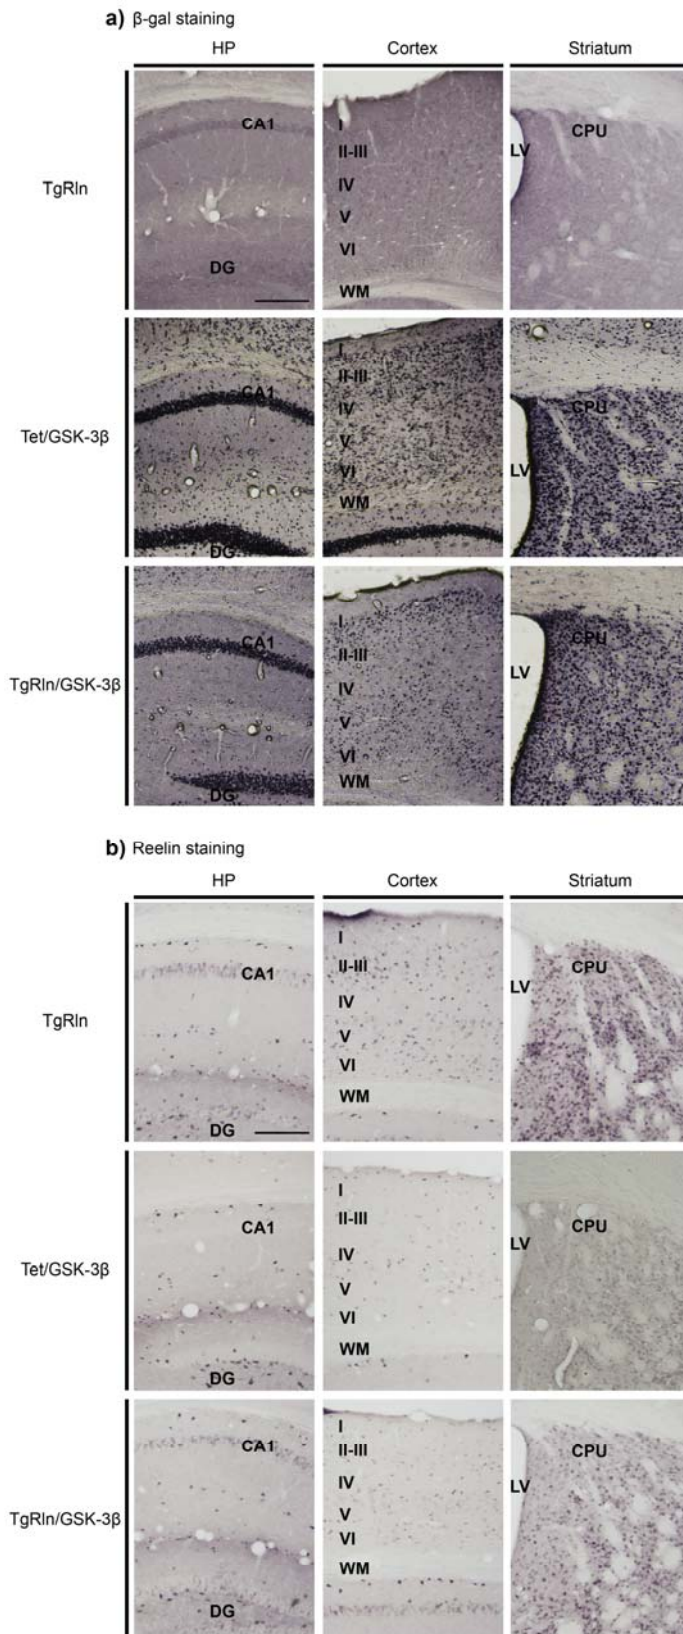 a) β-gal staining
HP Cortex Striatum
TgRln
CA1
DG
I
II-III
IV
V
VI
WM
LV
CPU
Tet/GSK-3β
CA1
DG
I
II-III
IV
V
VI
WM
LV
CPU
TgRln/GSK-3β
CA1
DG
I
II-III
IV
V
VI
WM
LV
CPU
b) Reelin staining
HP Cortex Striatum
TgRln
CA1
DG
I
II-III
IV
V
VI
WM
LV
CPU
Tet/GSK-3β
CA1
DG
I
II-III
IV
V
VI
WM
LV
CPU
TgRln/GSK-3β
CA1
DG
I
II-III
IV
V
VI
WM
LV
CPU